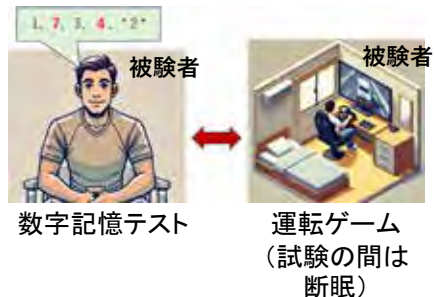 1, 7, 3, 4, "2"
被験者
被験者
数字記憶テスト
運転ゲーム
(試験の間は
断眠)